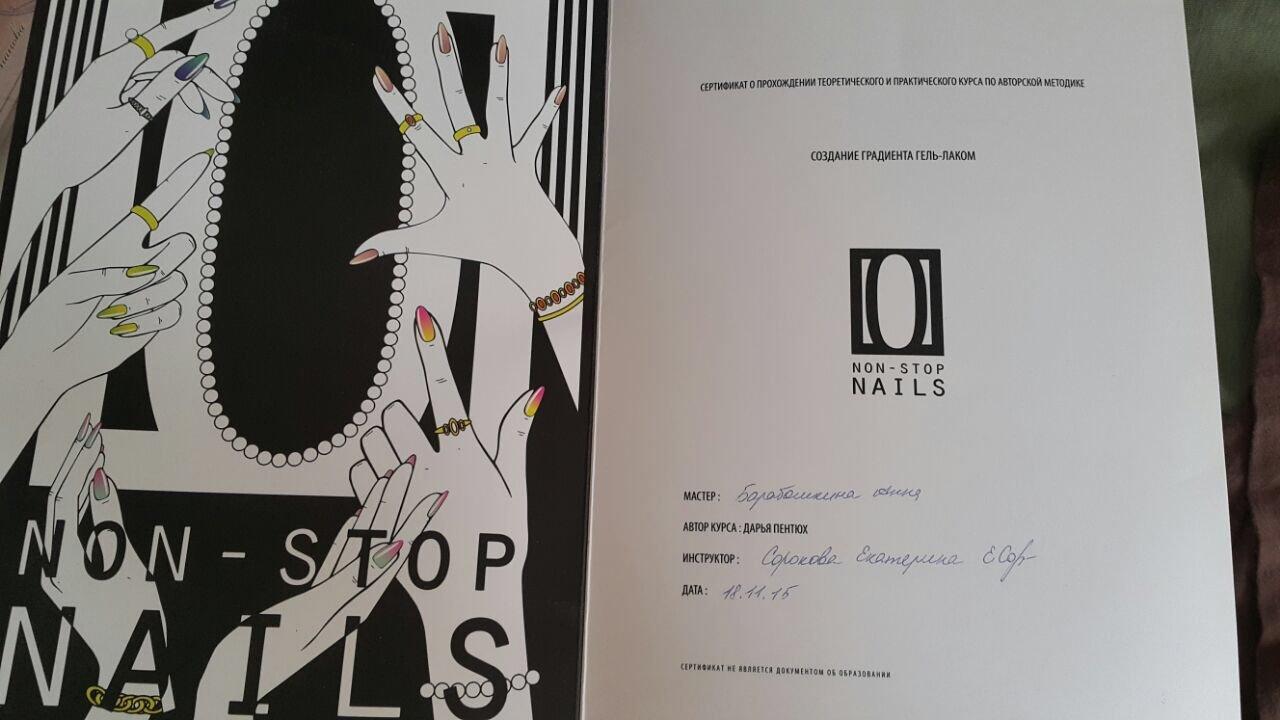 NON-STOP
NAILS
СЕРТИФИКАТ О ПРОХОЖДЕНИИ ТЕОРЕТИЧЕСКОГО И ПРАКТИЧЕСКОГО КУРСА ПО АВТОРСКОЙ МЕТОДИКЕ
СОЗДАНИЕ ГРАДИЕНТА ГЕЛЬ-ЛАКОМ
NON-STOP
NAILS
МАСТЕР: Барабошкина Анна
АВТОР КУРСА: ДАРЬЯ ПЕНТЮХ
ИНСТРУКТОР: Сорокова Екатерина
ДАТА: 18.11.15
СЕРТИФИКАТ НЕ ЯВЛЯЕТСЯ ДОКУМЕНТОМ ОБ ОБРАЗОВАНИИ